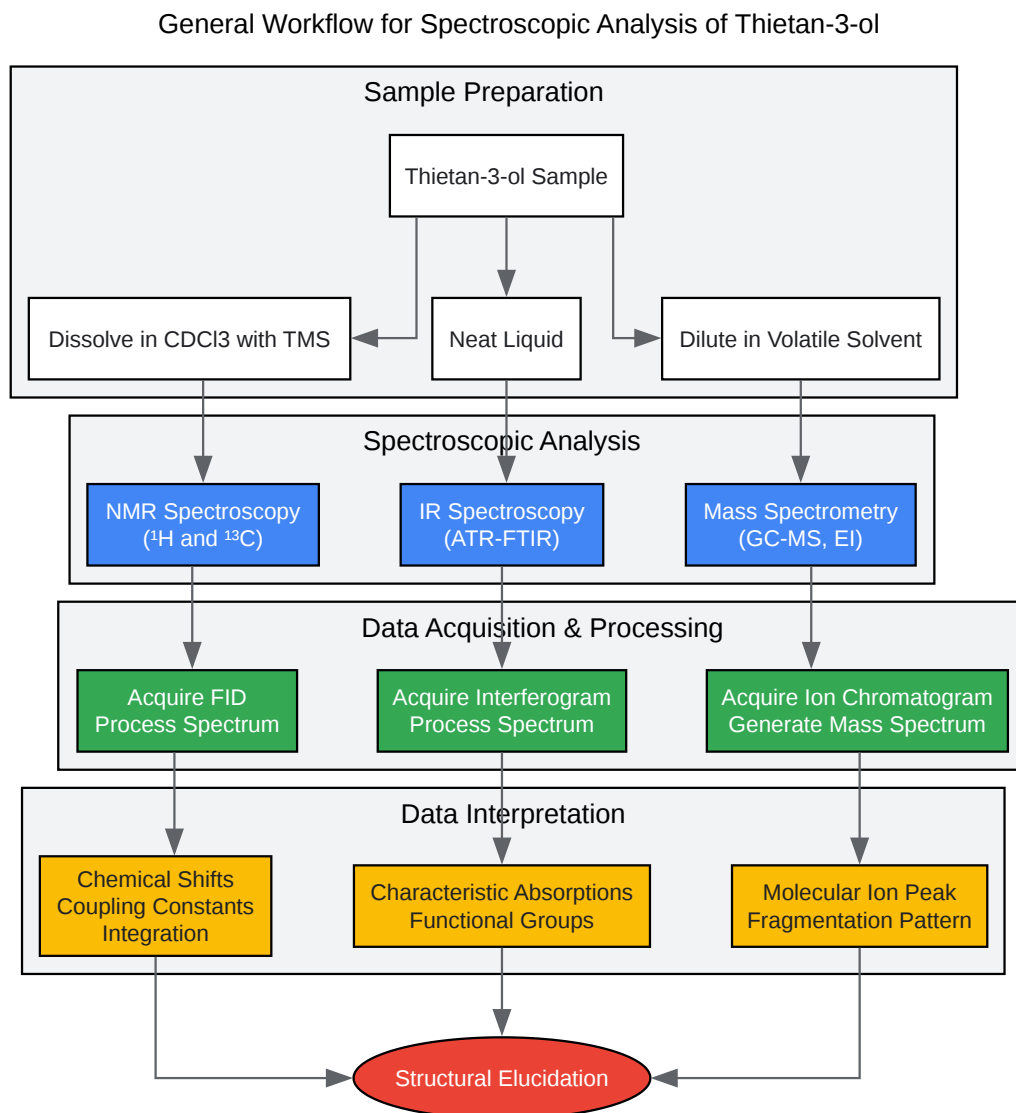 General Workflow for Spectroscopic Analysis of Thietan-3-ol
Sample Preparation
Thietan-3-ol Sample
Dissolve in CDCl3 with TMS
Neat Liquid
Dilute in Volatile Solvent
Spectroscopic Analysis
NMR Spectroscopy
(¹H and ¹³C)
IR Spectroscopy
(ATR-FTIR)
Mass Spectrometry
(GC-MS, EI)
Data Acquisition & Processing
Acquire FID
Process Spectrum
Acquire Interferogram
Process Spectrum
Acquire Ion Chromatogram
Generate Mass Spectrum
Data Interpretation
Chemical Shifts
Coupling Constants
Integration
Characteristic Absorptions
Functional Groups
Molecular Ion Peak
Fragmentation Pattern
Structural Elucidation